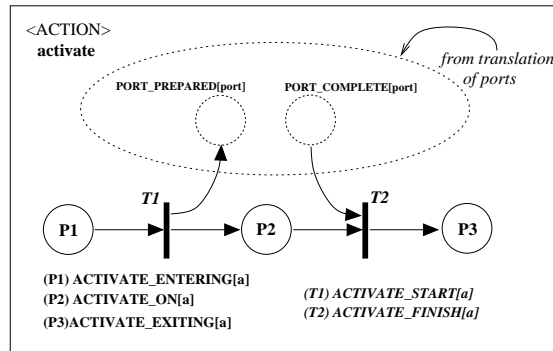 <ACTION>
activate
from translation
of ports
PORT_PREPARED[port]
PORT_COMPLETE[port]
T1
T2
P1
P2
P3
(P1) ACTIVATE_ENTERING[a]
(P2) ACTIVATE_ON[a]
(P3)ACTIVATE_EXITING[a]
(T1) ACTIVATE_START[a]
(T2) ACTIVATE_FINISH[a]